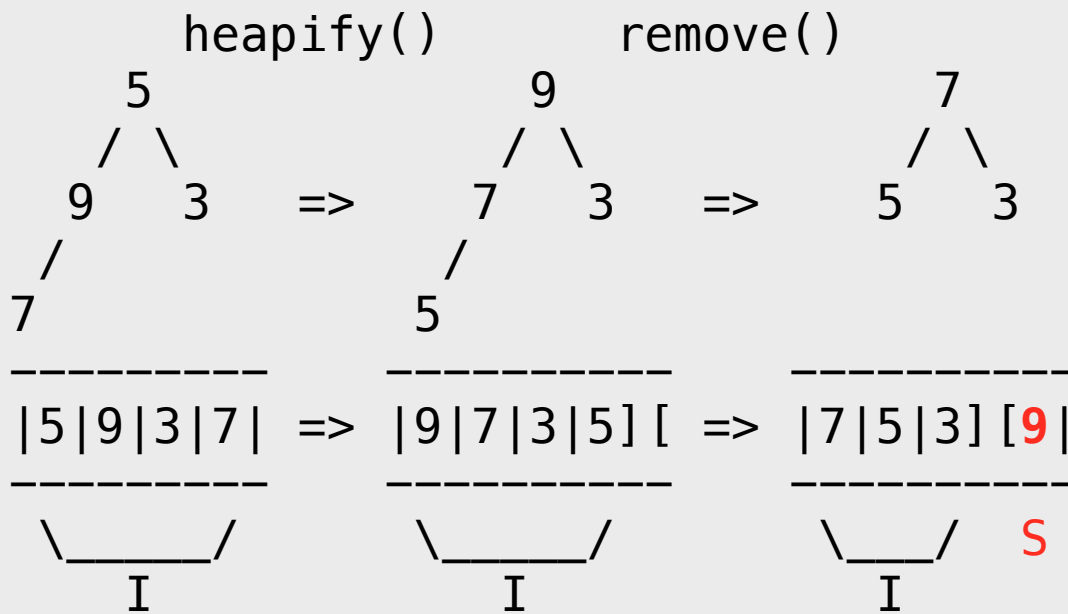 heapify()      remove()
    5             9             7
   / \           / \           / \
  9   3   =>    7   3   =>    5   3
 /             /
7             5
---------    ----------    ----------
|5|9|3|7| => |9|7|3|5][ => |7|5|3][9|
---------    ----------    ----------
 \_____/      \_____/       \___/  S
    I            I            I